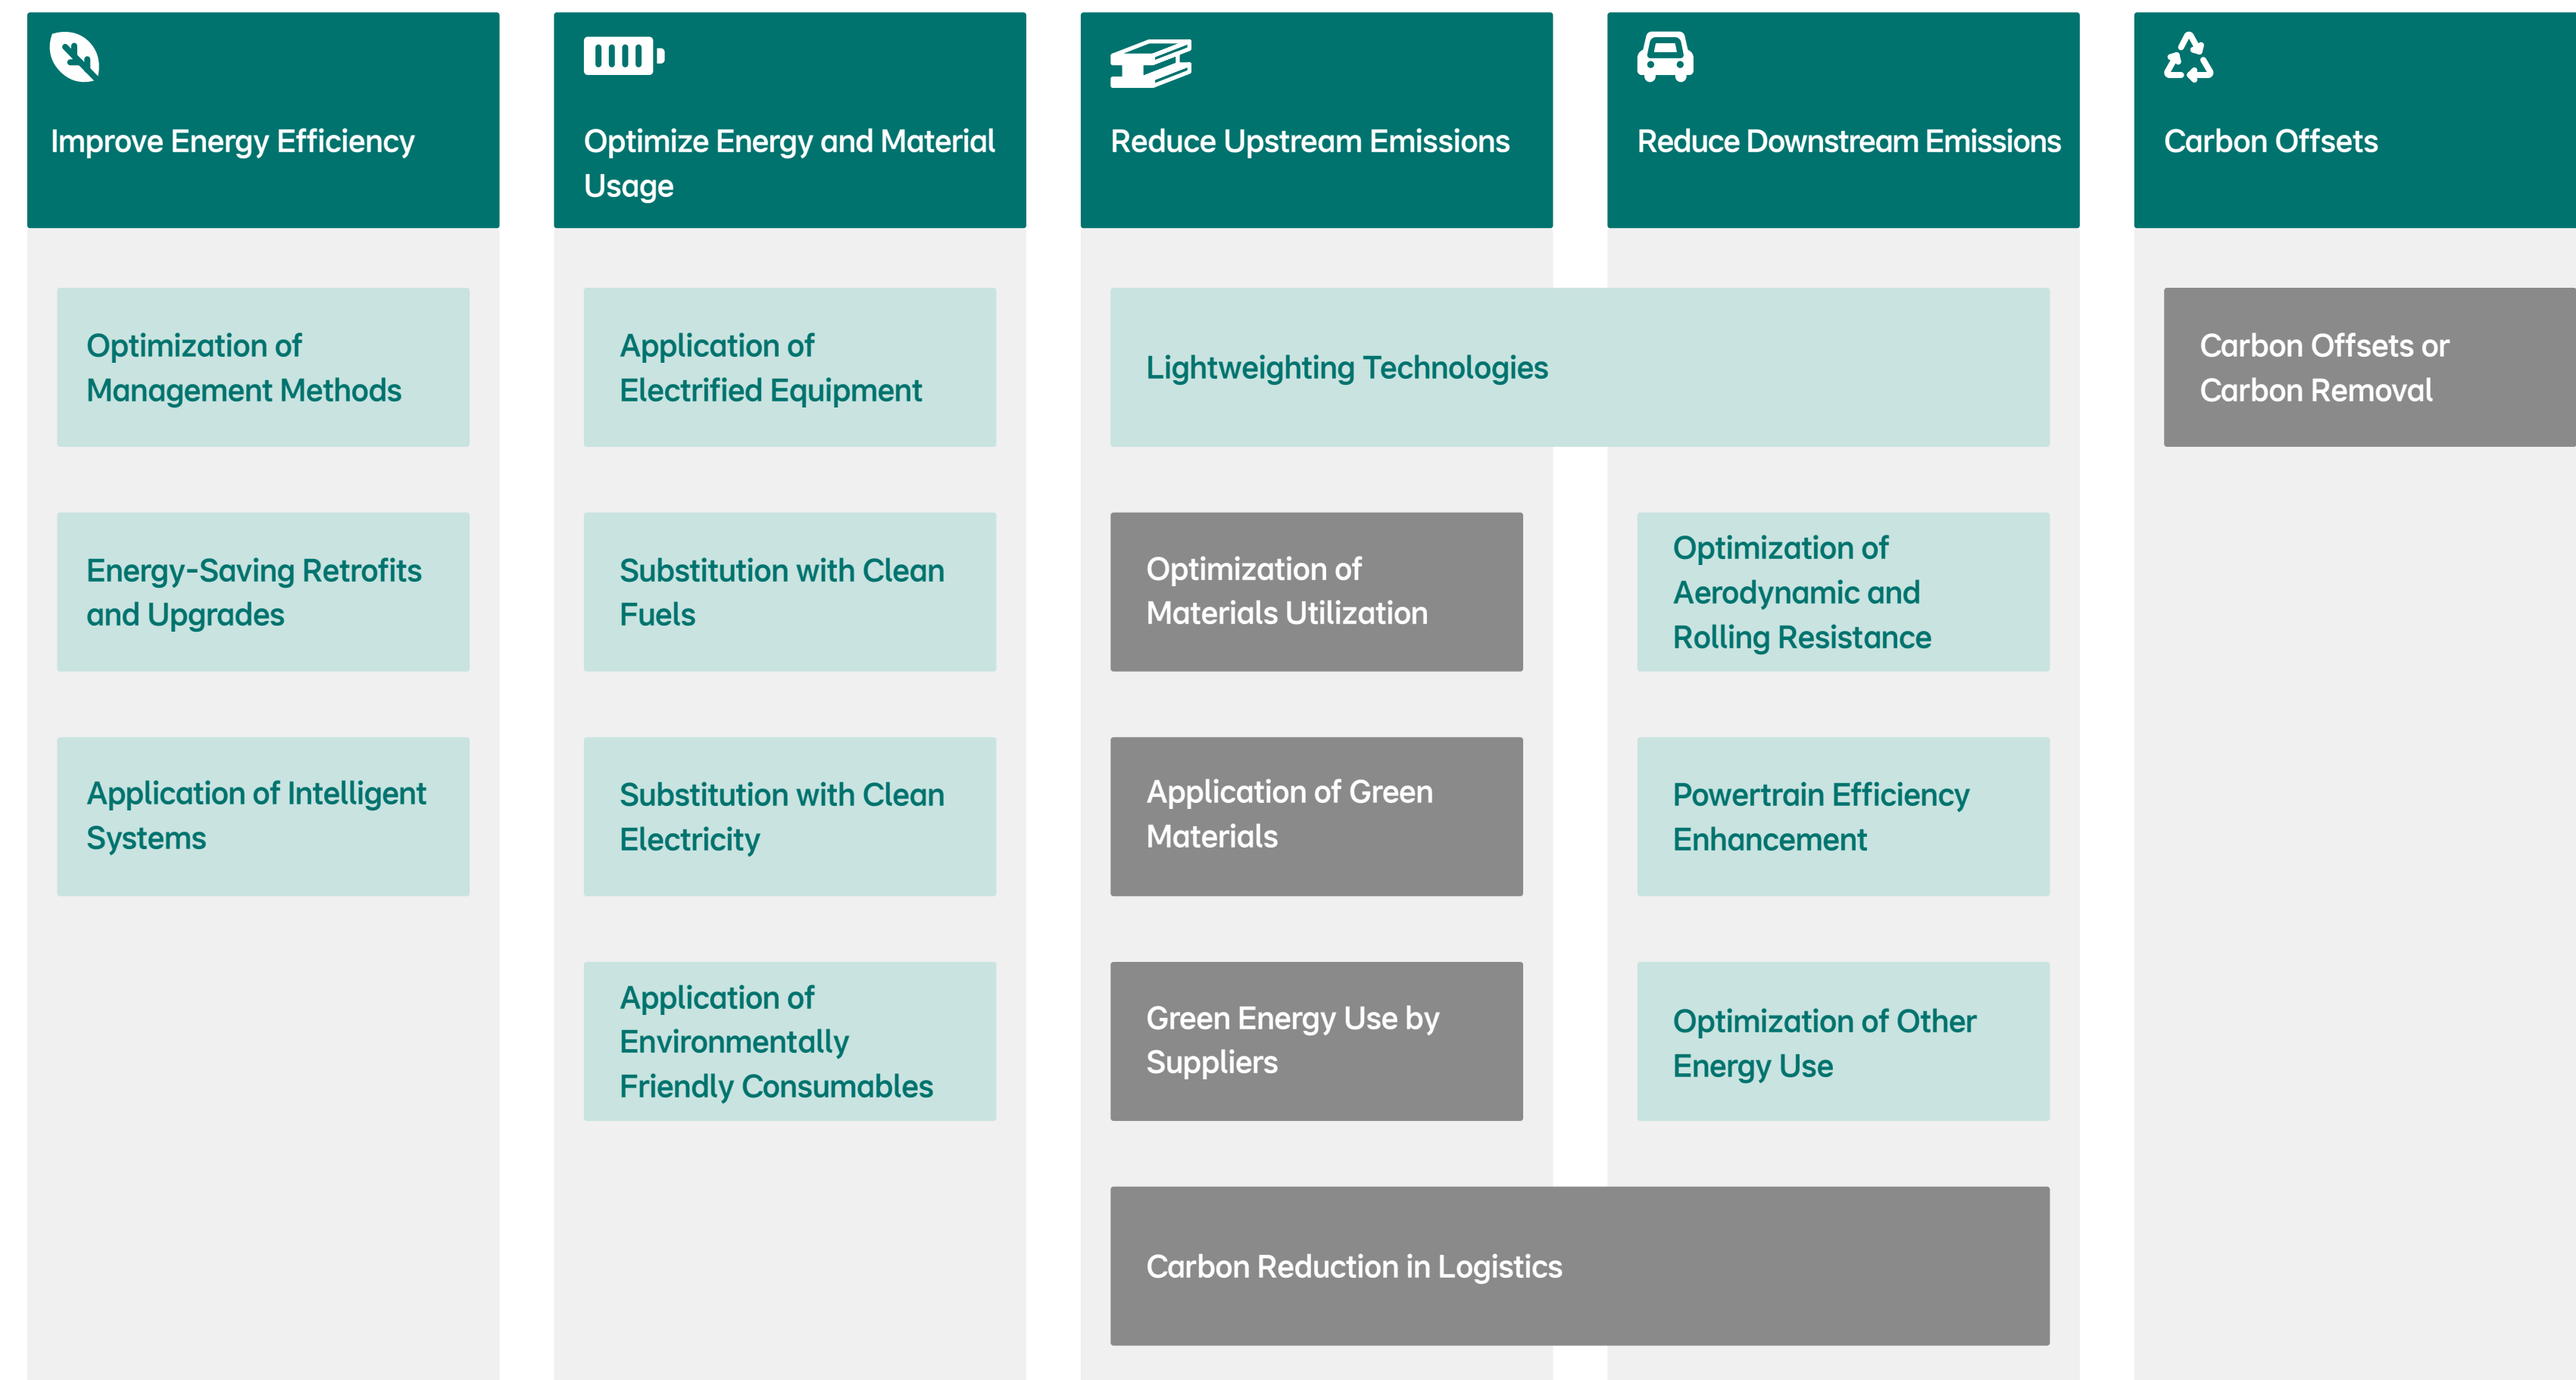 Improve Energy Efficiency
Optimization of
Management Methods
Energy-Saving Retrofits
and Upgrades
Application of Intelligent
Systems
Optimize Energy and Material
Usage
Application of
Electrified Equipment
Substitution with Clean
Fuels
Substitution with Clean
Electricity
Application of
Environmentally
Friendly Consumables
Reduce Upstream Emissions
Lightweighting Technologies
Optimization of
Materials Utilization
Application of Green
Materials
Green Energy Use by
Suppliers
Carbon Reduction in Logistics
Reduce Downstream Emissions
Optimization of
Aerodynamic and
Rolling Resistance
Powertrain Efficiency
Enhancement
Optimization of Other
Energy Use
Carbon Offsets
Carbon Offsets or
Carbon Removal